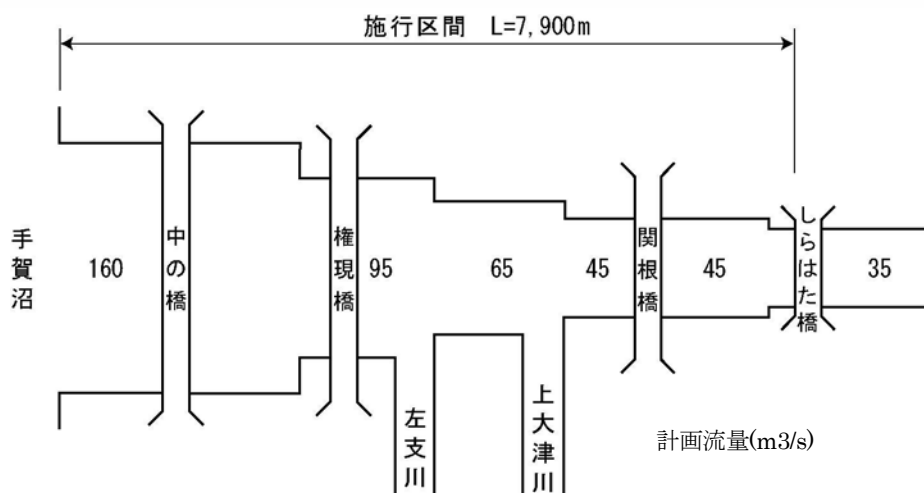 施行区間 L=7,900m
手賀沼
160
中の橋
権現橋
95
65
45
関根橋
45
しらはた橋
35
左支川
上大津川
計画流量(m3/s)